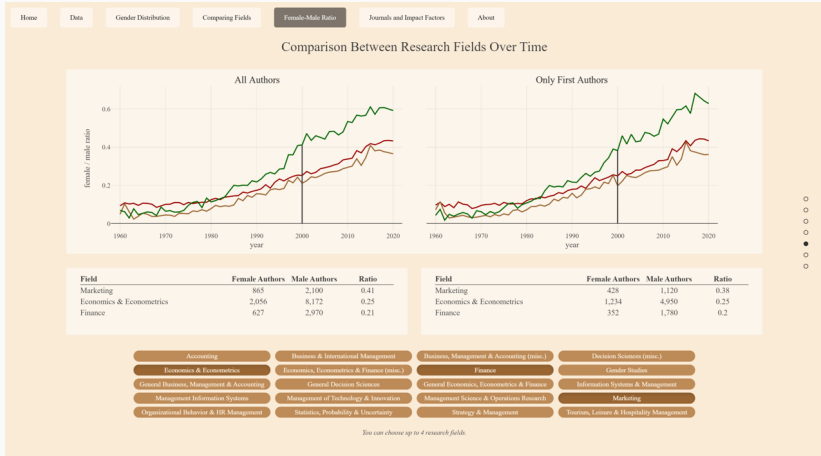 Home Data Gender Distribution Comparing Fields Female-Male Ratio Journals and Impact Factors About
Comparison Between Research Fields Over Time
All Authors
female / male ratio
0.6
0.4
0.2
0
1960 1970 1980 1990 2000 2010 2020
year
Only First Authors
1960 1970 1980 1990 2000 2010 2020
year
Field Female Authors Male Authors Ratio
Marketing 865 2,100 0.41
Economics & Econometrics 2,056 8,172 0.25
Finance 627 2,970 0.21
Field Female Authors Male Authors Ratio
Marketing 428 1,120 0.38
Economics & Econometrics 1,234 4,950 0.25
Finance 352 1,780 0.2
Accounting Business & International Management Business, Management & Accounting (misc.) Decision Sciences (misc.)
Economics & Econometrics Economics, Econometrics & Finance (misc.) Finance Gender Studies
General Business, Management & Accounting General Decision Sciences General Economics, Econometrics & Finance Information Systems & Management
Management Information Systems Management of Technology & Innovation Management Science & Operations Research Marketing
Organizational Behavior & HR Management Statistics, Probability & Uncertainty Strategy & Management Tourism, Leisure & Hospitality Management
You can choose up to 4 research fields.